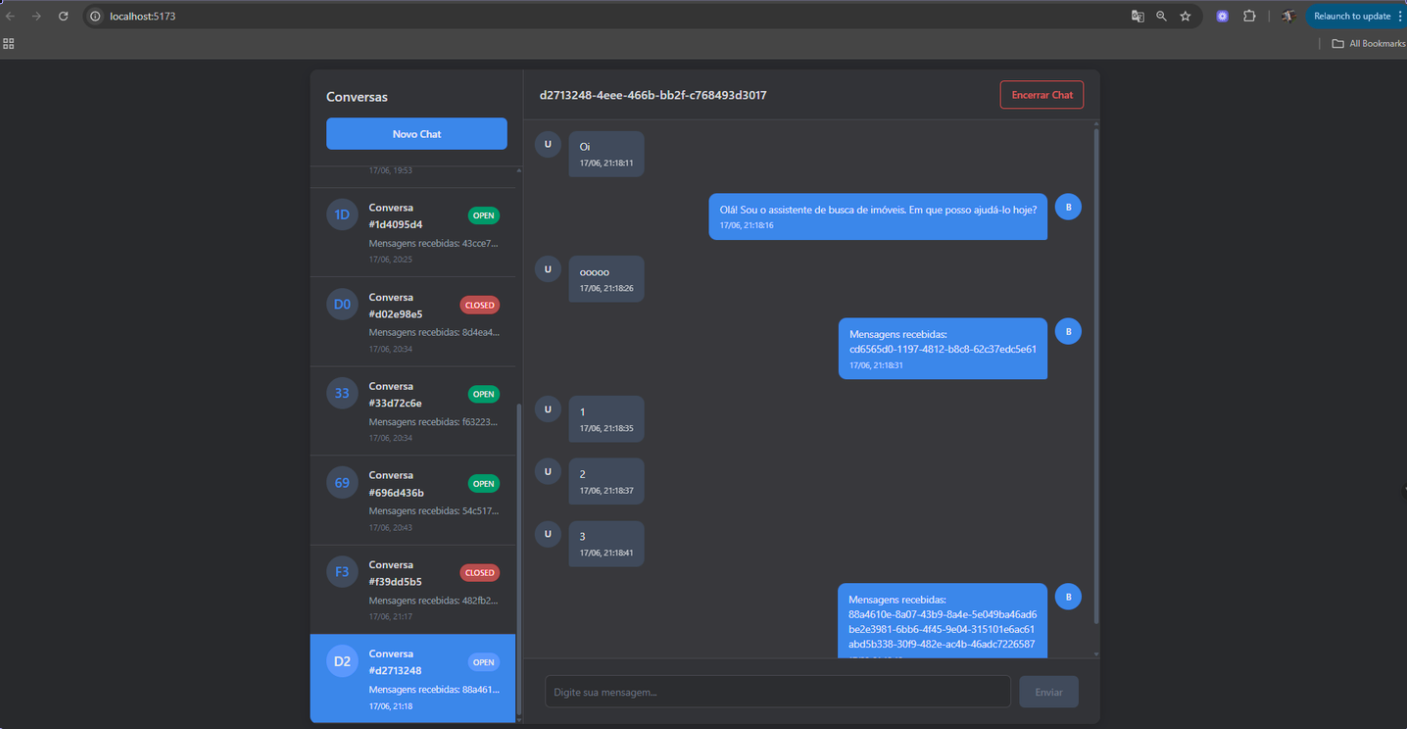 localhost:5173
Relaunch to update
All Bookmarks
Conversas
Novo Chat
17/06, 19:53
1D
Conversa
#1d4095d4
OPEN
Mensagens recebidas: 43cce7...
17/06, 20:25
D0
Conversa
#d02e98e5
CLOSED
Mensagens recebidas: 8d4ea4...
17/06, 20:34
33
Conversa
#33d72c6e
OPEN
Mensagens recebidas: f63223...
17/06, 20:34
69
Conversa
#696d436b
OPEN
Mensagens recebidas: 54c517...
17/06, 20:43
F3
Conversa
#f39dd5b5
CLOSED
Mensagens recebidas: 482fb2...
17/06, 21:17
D2
Conversa
#d2713248
OPEN
Mensagens recebidas: 88a461...
17/06, 21:18
d2713248-4eee-466b-bb2f-c768493d3017
Encerrar Chat
U
Oi
17/06, 21:18:11
Olá! Sou o assistente de busca de imóveis. Em que posso ajudá-lo hoje?
17/06, 21:18:16
B
U
ooooo
17/06, 21:18:26
Mensagens recebidas:
cd6565d0-1197-4812-b8c8-62c37edc5e61
17/06, 21:18:31
B
U
1
17/06, 21:18:35
U
2
17/06, 21:18:37
U
3
17/06, 21:18:41
Mensagens recebidas:
88a4610e-8a07-43b9-8a4e-5e049ba46ad6
be2e3981-6bb6-4f45-9e04-315101e6ac61
abd5b338-30f9-482e-ac4b-46adc7226587
B
Digite sua mensagem...
Enviar